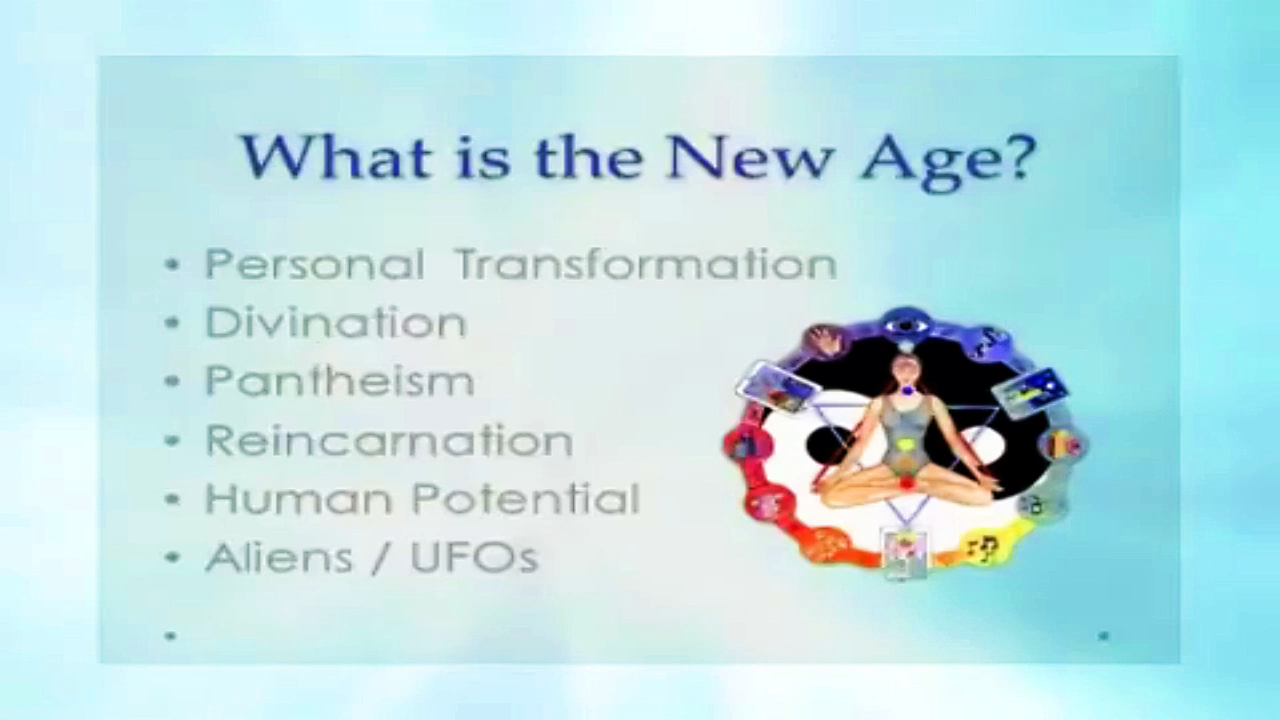 What is the New Age?
• Personal Transformation
• Divination
• Pantheism
• Reincarnation
• Human Potential
• Aliens / UFOs